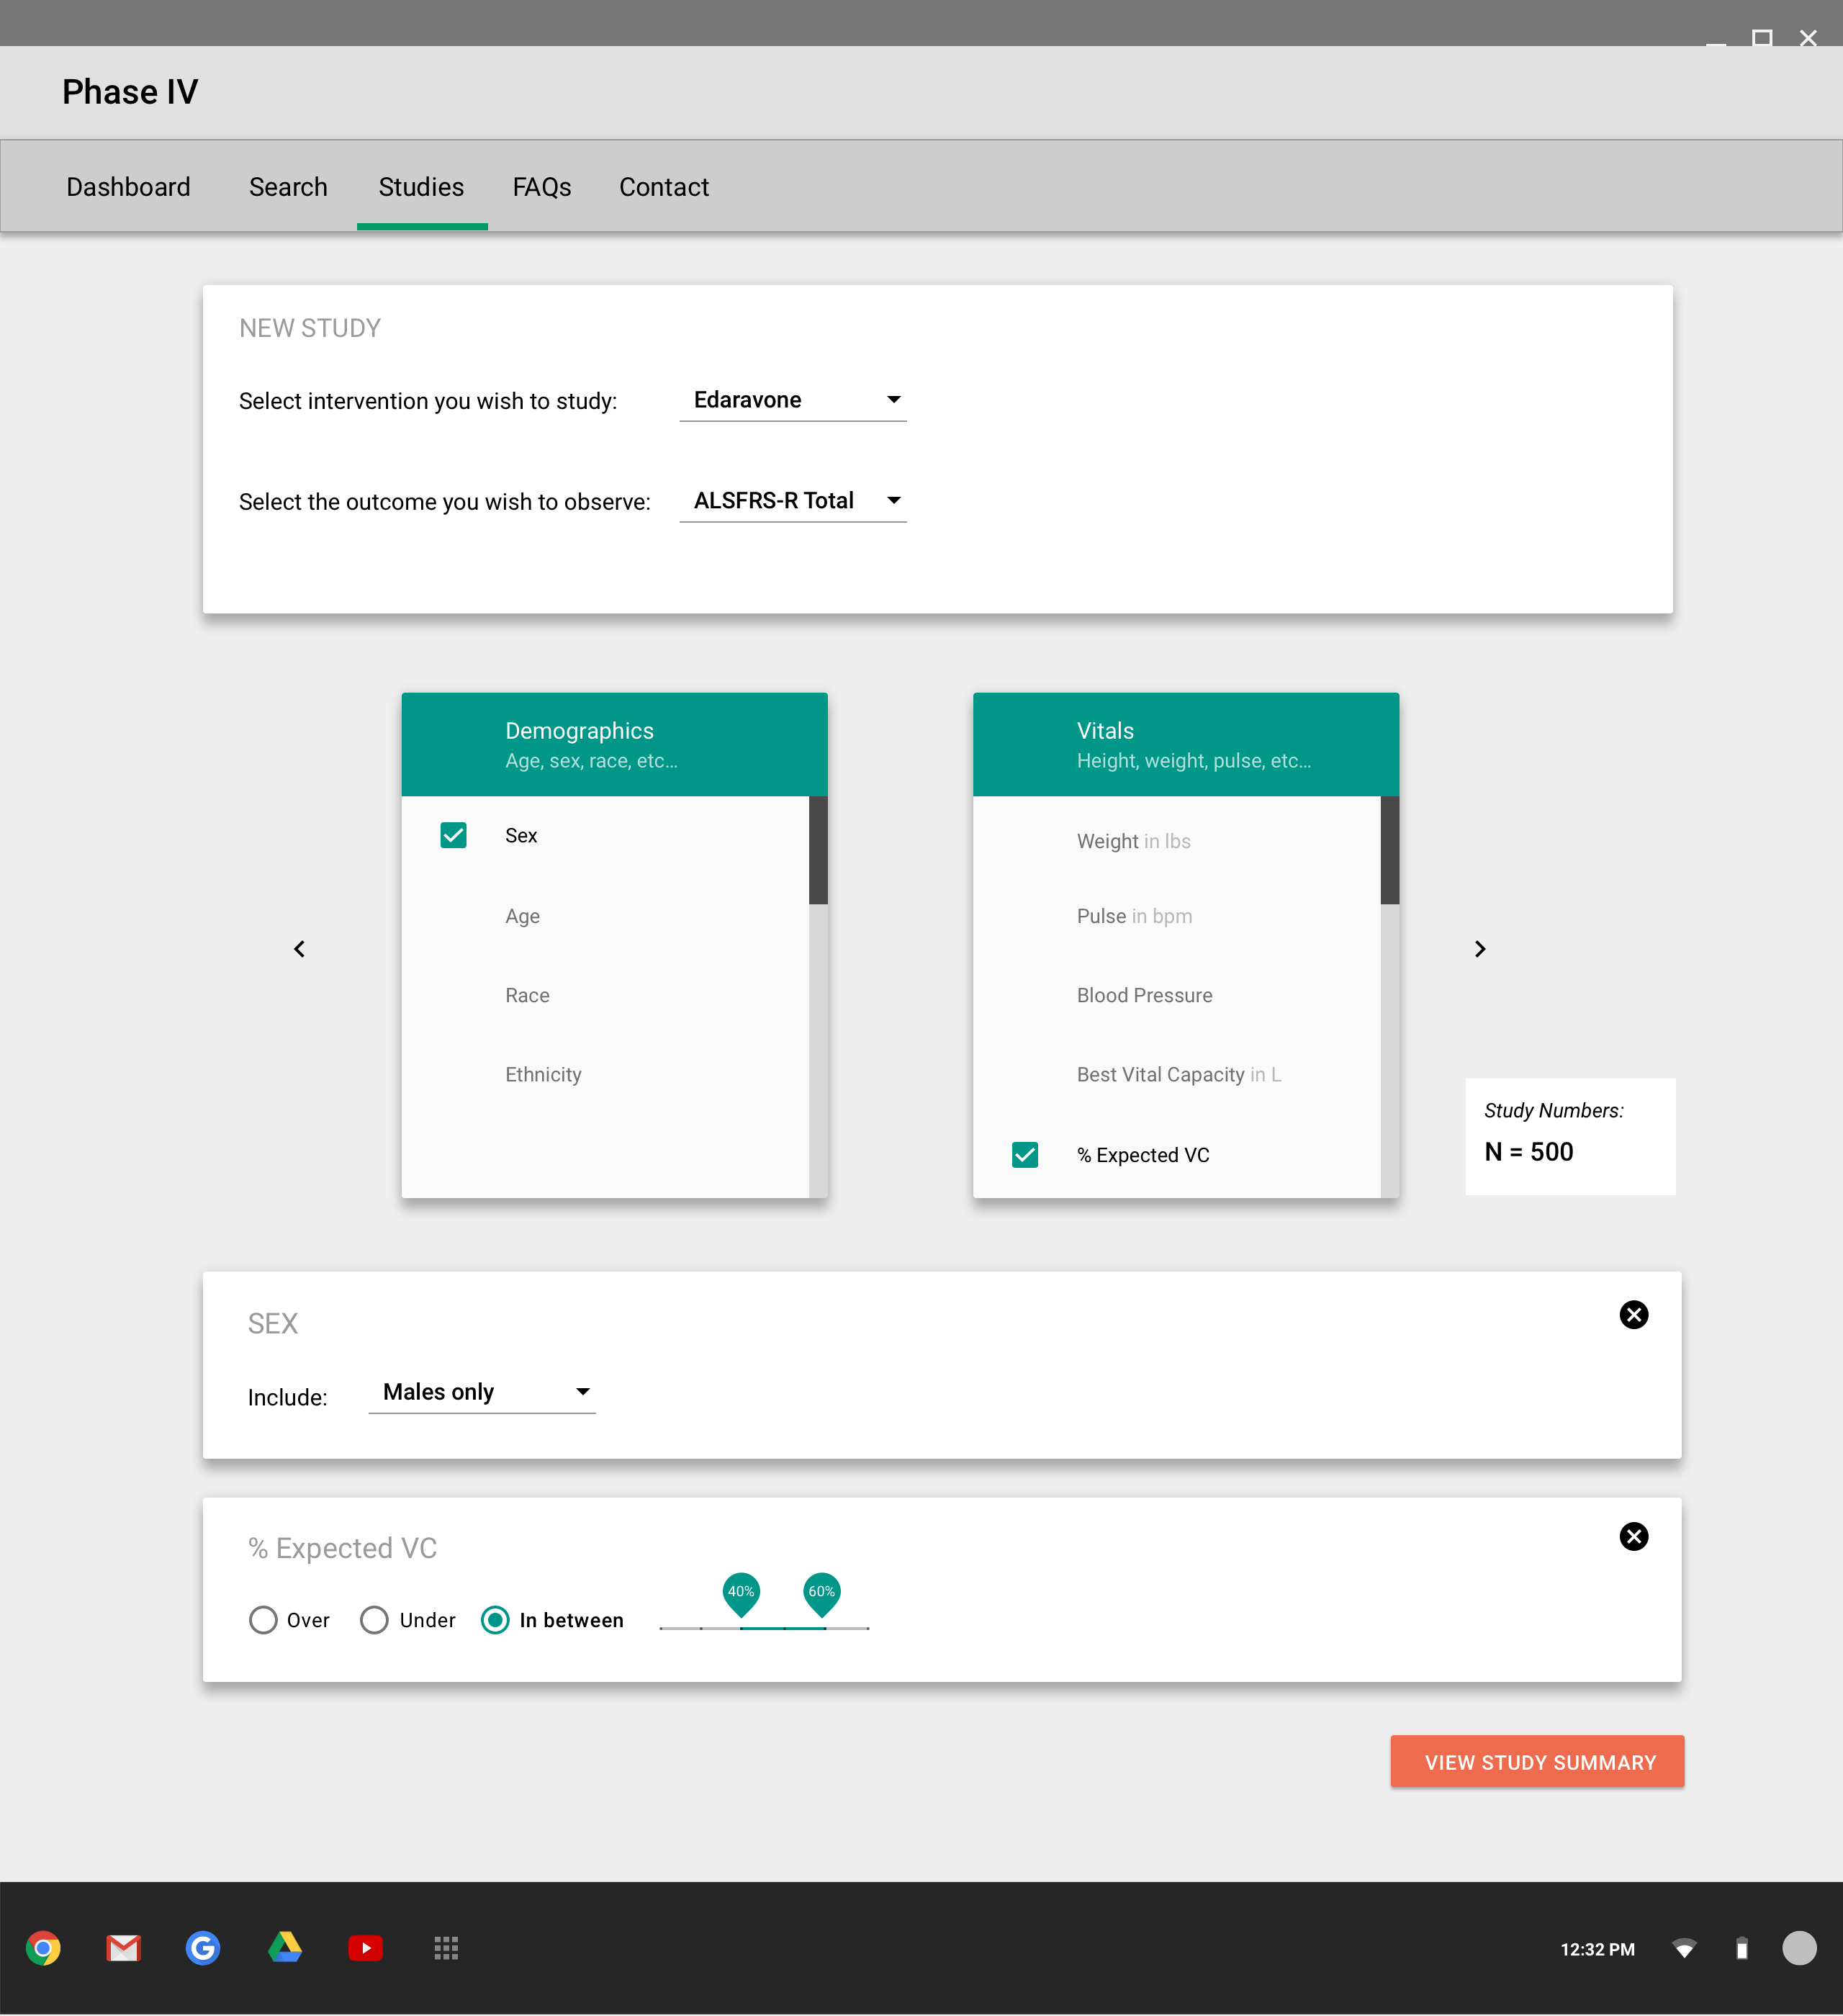 Phase IV
Dashboard Search Studies FAQs Contact
NEW STUDY
Select intervention you wish to study: Edaravone
Select the outcome you wish to observe: ALSFRS-R Total
Demographics
Age, sex, race, etc...
Sex
Age
Race
Ethnicity
Vitals
Height, weight, pulse, etc...
Weight in lbs
Pulse in bpm
Blood Pressure
Best Vital Capacity in L
% Expected VC
Study Numbers:
N = 500
SEX
Include: Males only
% Expected VC
40% 60%
Over Under In between
VIEW STUDY SUMMARY
12:32 PM